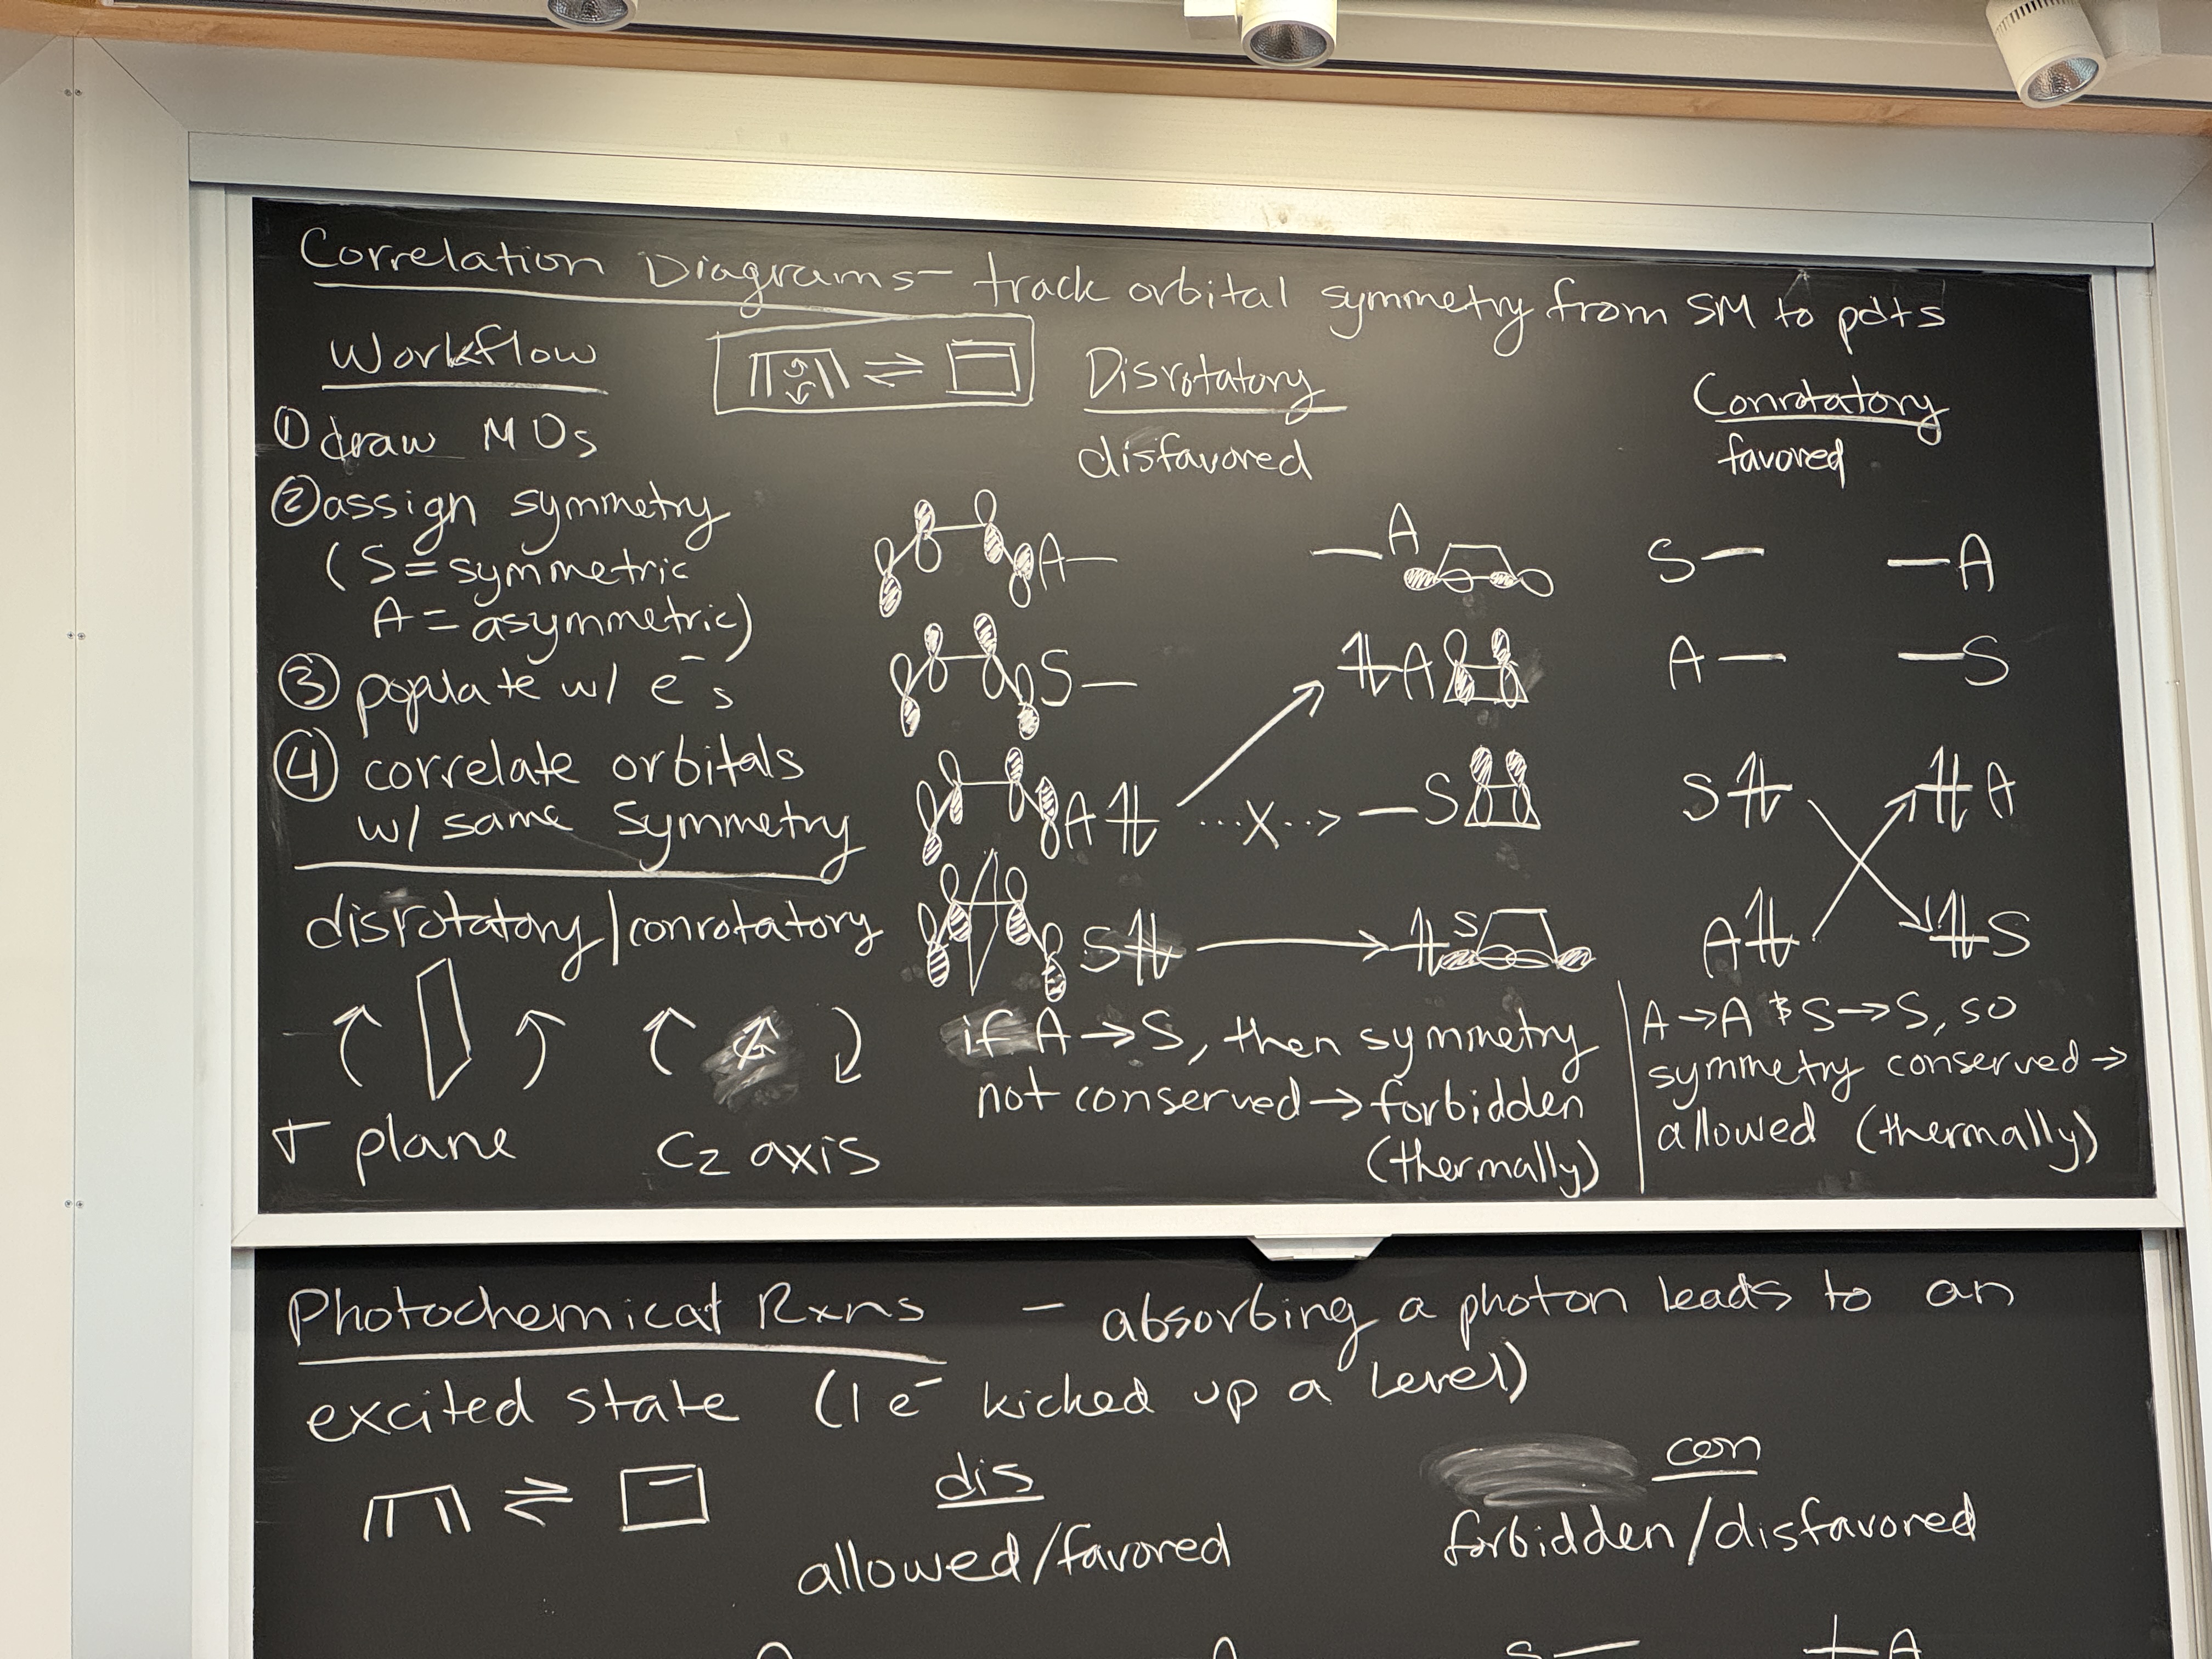 Correlation Diagrams - track orbital symmetry from SM to pdts
Workflow
① draw MOs
② assign symmetry
(S = symmetric
A = asymmetric)
③ populate w/ e⁻s
④ correlate orbitals
w/ same symmetry
disrotatory | conrotatory
σ plane
C2 axis
Disrotatory
disfavored
A
A
S
A
A
S
...X..>
S
S
if A → S, then symmetry
not conserved → forbidden
(thermally)
Conrotatory
favored
S A
A S
S A
A S
A → A & S → S, so
symmetry conserved →
allowed (thermally)
Photochemical Rxns - absorbing a photon leads to an
excited state (1 e⁻ kicked up a level)
dis
allowed/favored
con
forbidden/disfavored
S A